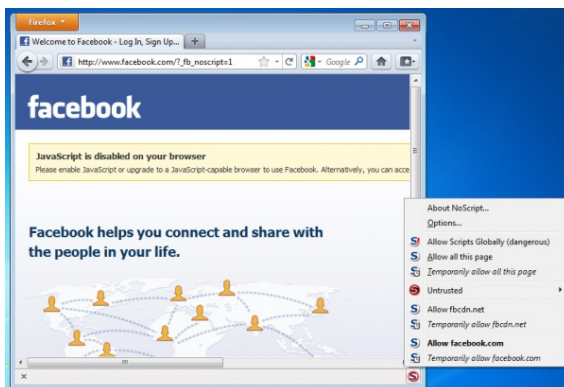 Firefox
Welcome to Facebook - Log In, Sign Up...
http://www.facebook.com/?_fb_noscript=1
Google
facebook
JavaScript is disabled on your browser
Please enable JavaScript or upgrade to a JavaScript-capable browser to use Facebook. Alternatively, you can acce
Facebook helps you connect and share with
the people in your life.
About NoScript...
Options...
Allow Scripts Globally (dangerous)
Allow all this page
Temporarily allow all this page
Untrusted
Allow fbcdn.net
Temporarily allow fbcdn.net
Allow facebook.com
Temporarily allow facebook.com